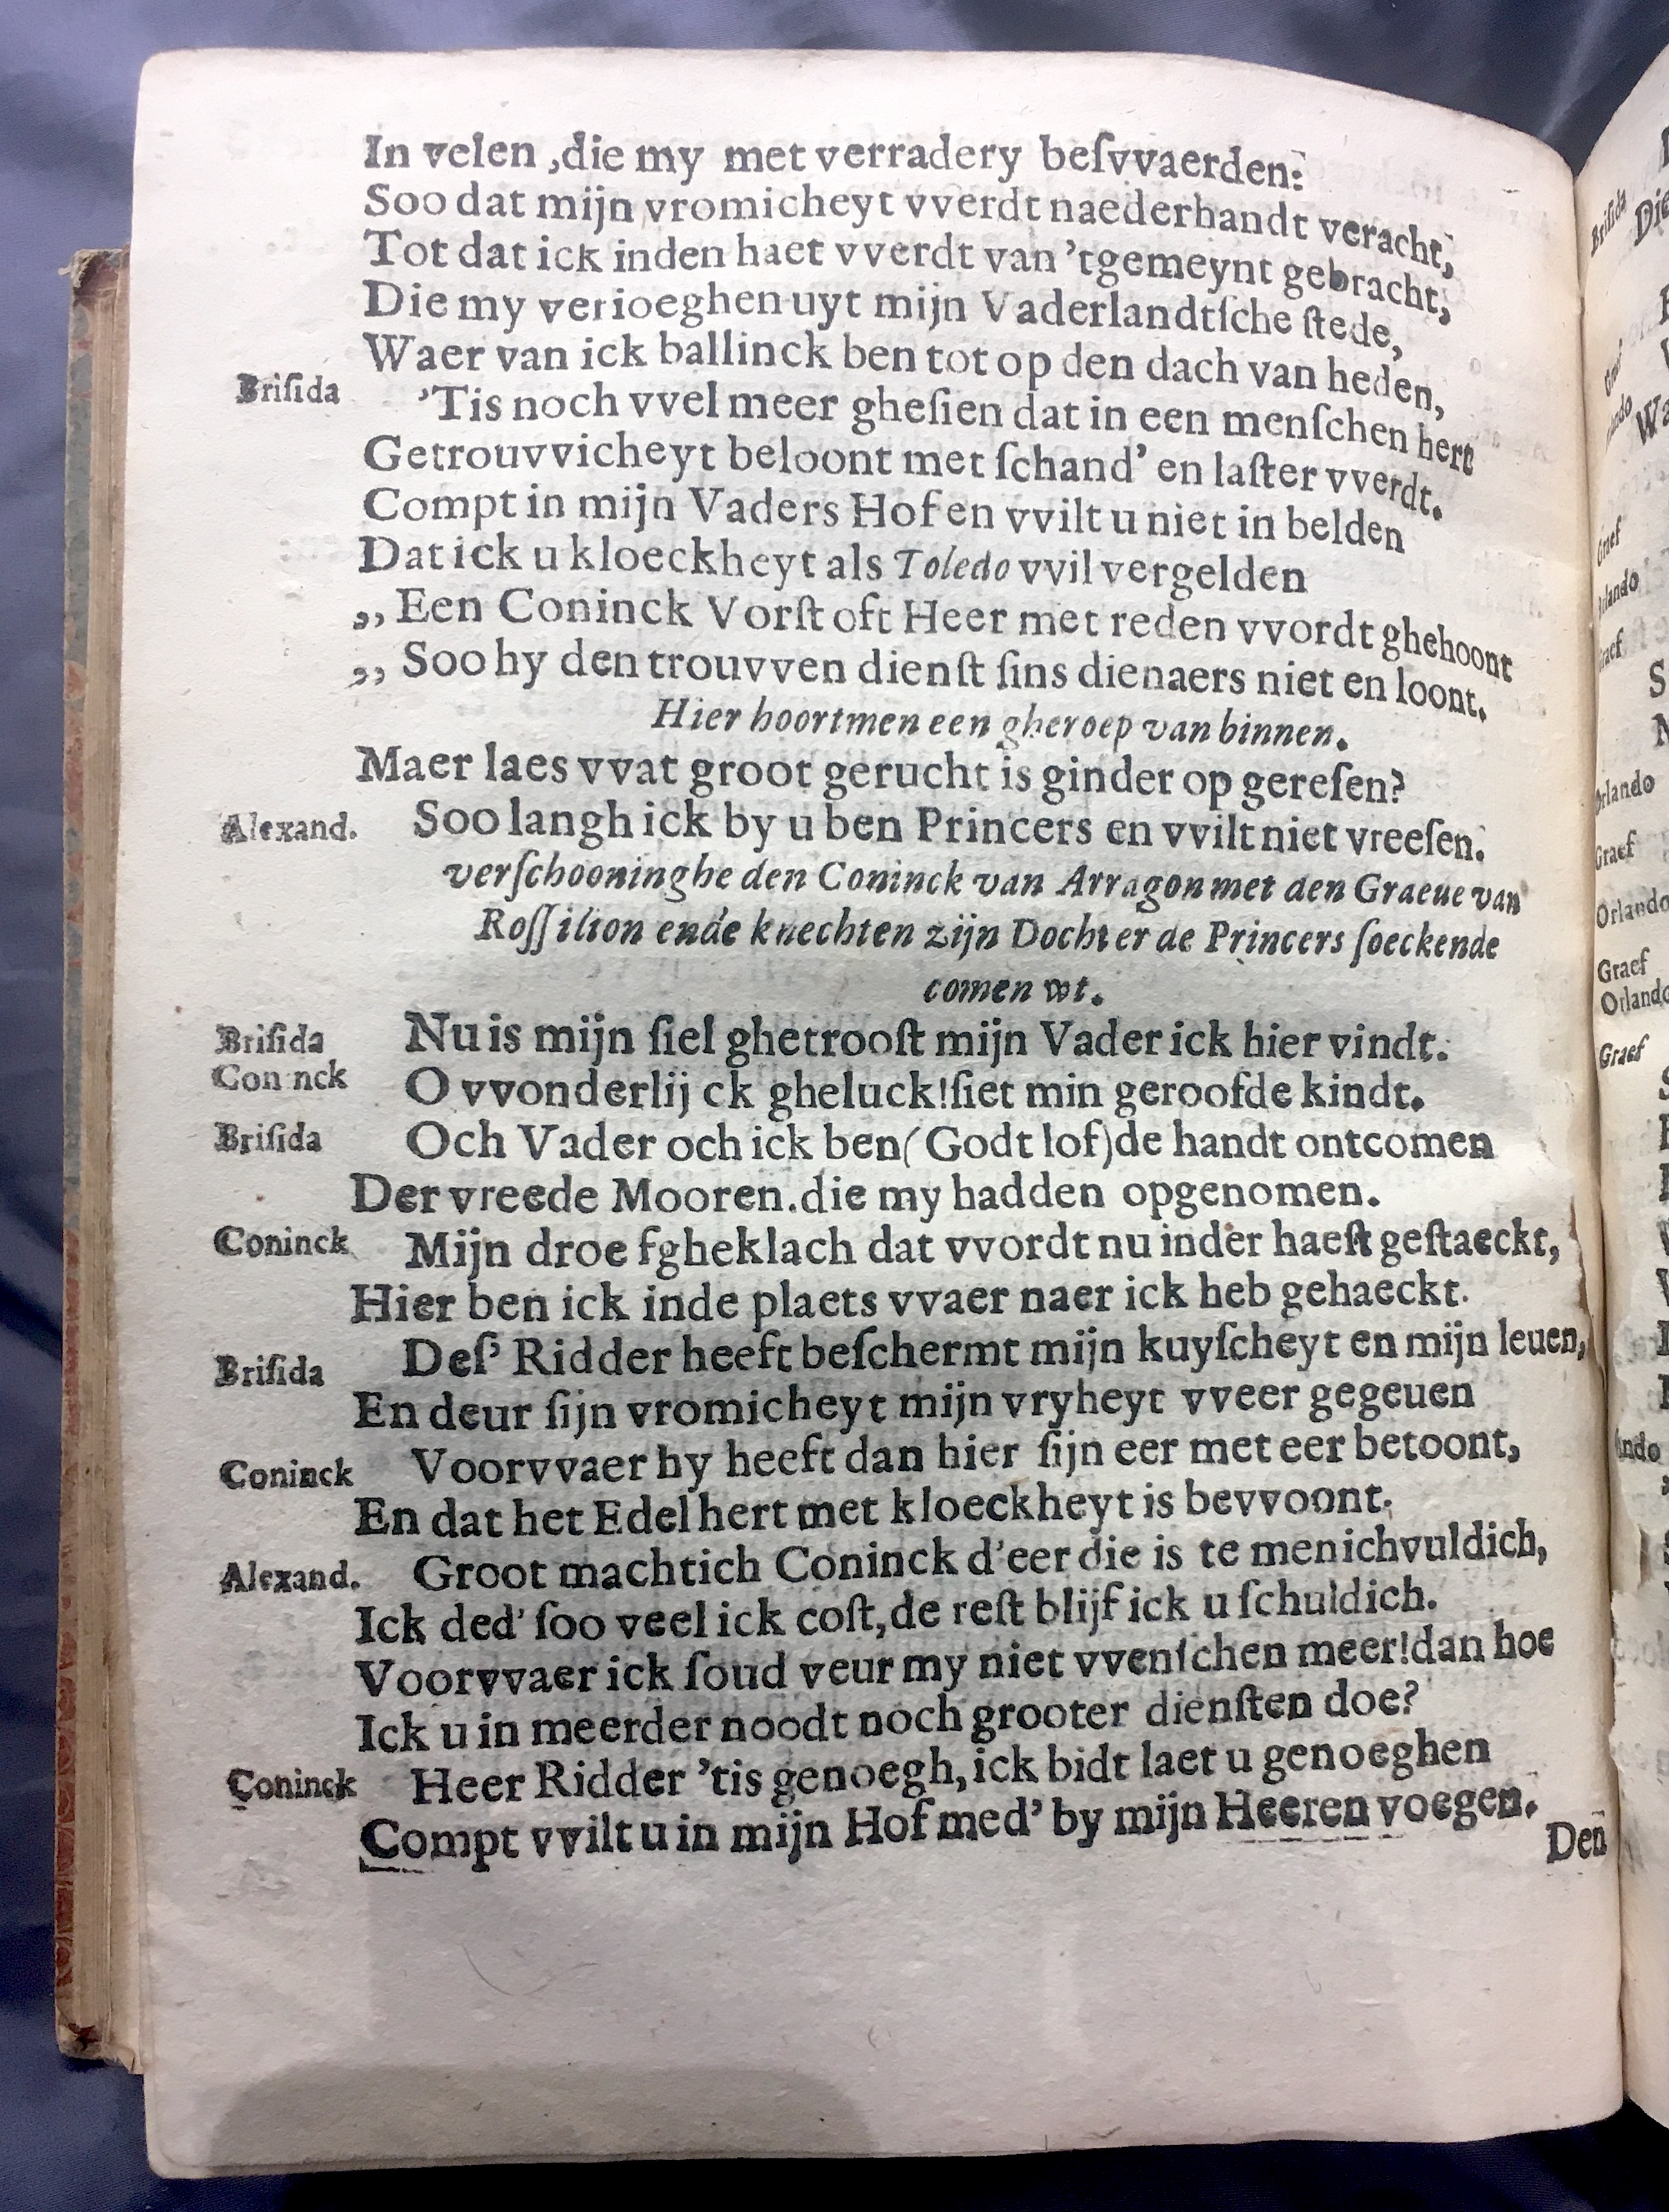 In velen ,die my met verradery beſvvaerden:
Soo dat mijn vromicheyt vverdt naederhandt veracht,
Tot dat ick inden haet vverdt van 'tgemeynt gebracht,
Die my verioeghen uyt mijn Vaderlandtſche ſtede,
Waer van ick ballinck ben tot op den dach van heden,
Briſida 'Tis noch vvel meer gheſien dat in een menſchen hert
Getrouvvicheyt beloont met ſchand' en laſter vverdt.
Compt in mijn Vaders Hof en vvilt u niet in belden
Dat ick u kloeckheyt als Toledo vvil vergelden
,, Een Coninck Vorſt oft Heer met reden vvordt ghehoont
,, Soo hy den trouvven dienſt ſins dienaers niet en loont.
Hier hoortmen een gheroep van binnen.
Maer laes vvat groot gerucht is ginder op gereſen?
Alexand. Soo langh ick by u ben Princers en vvilt niet vreeſen.
verſchooninghe den Coninck van Arragon met den Graeue van
Roſſilion ende knechten zijn Dochter de Princers ſoeckende
comen wt.
Briſida Nu is mijn ſiel ghetrooſt mijn Vader ick hier vindt.
Con nck O vvonderlij ck gheluck!ſiet min geroofde kindt.
Briſida Och Vader och ick ben (Godt lof) de handt ontcomen
Der vreede Mooren.die my hadden opgenomen.
Coninck Mijn droe fgheklach dat vvordt nu inder haeſt geſtaeckt,
Hier ben ick inde plaets vvaer naer ick heb gehaeckt.
Briſida Deſ' Ridder heeft beſchermt mijn kuyſcheyt en mijn leuen,
En deur ſijn vromicheyt mijn vryheyt vveer gegeuen
Coninck Voorvvaer hy heeft dan hier ſijn eer met eer betoont,
En dat het Edel hert met kloeckheyt is bevvoont.
Alexand. Groot machtich Coninck d'eer die is te menichvuldich,
Ick ded' ſoo veel ick coſt, de reſt blijf ick u ſchuldich.
Voorvvaer ick ſoud veur my niet vvenſchen meer!dan hoe
Ick u in meerder noodt noch grooter dienſten doe?
Coninck Heer Ridder 'tis genoegh, ick bidt laet u genoeghen
Compt vvilt u in mijn Hof med' by mijn Heeren voegen.
Deñ